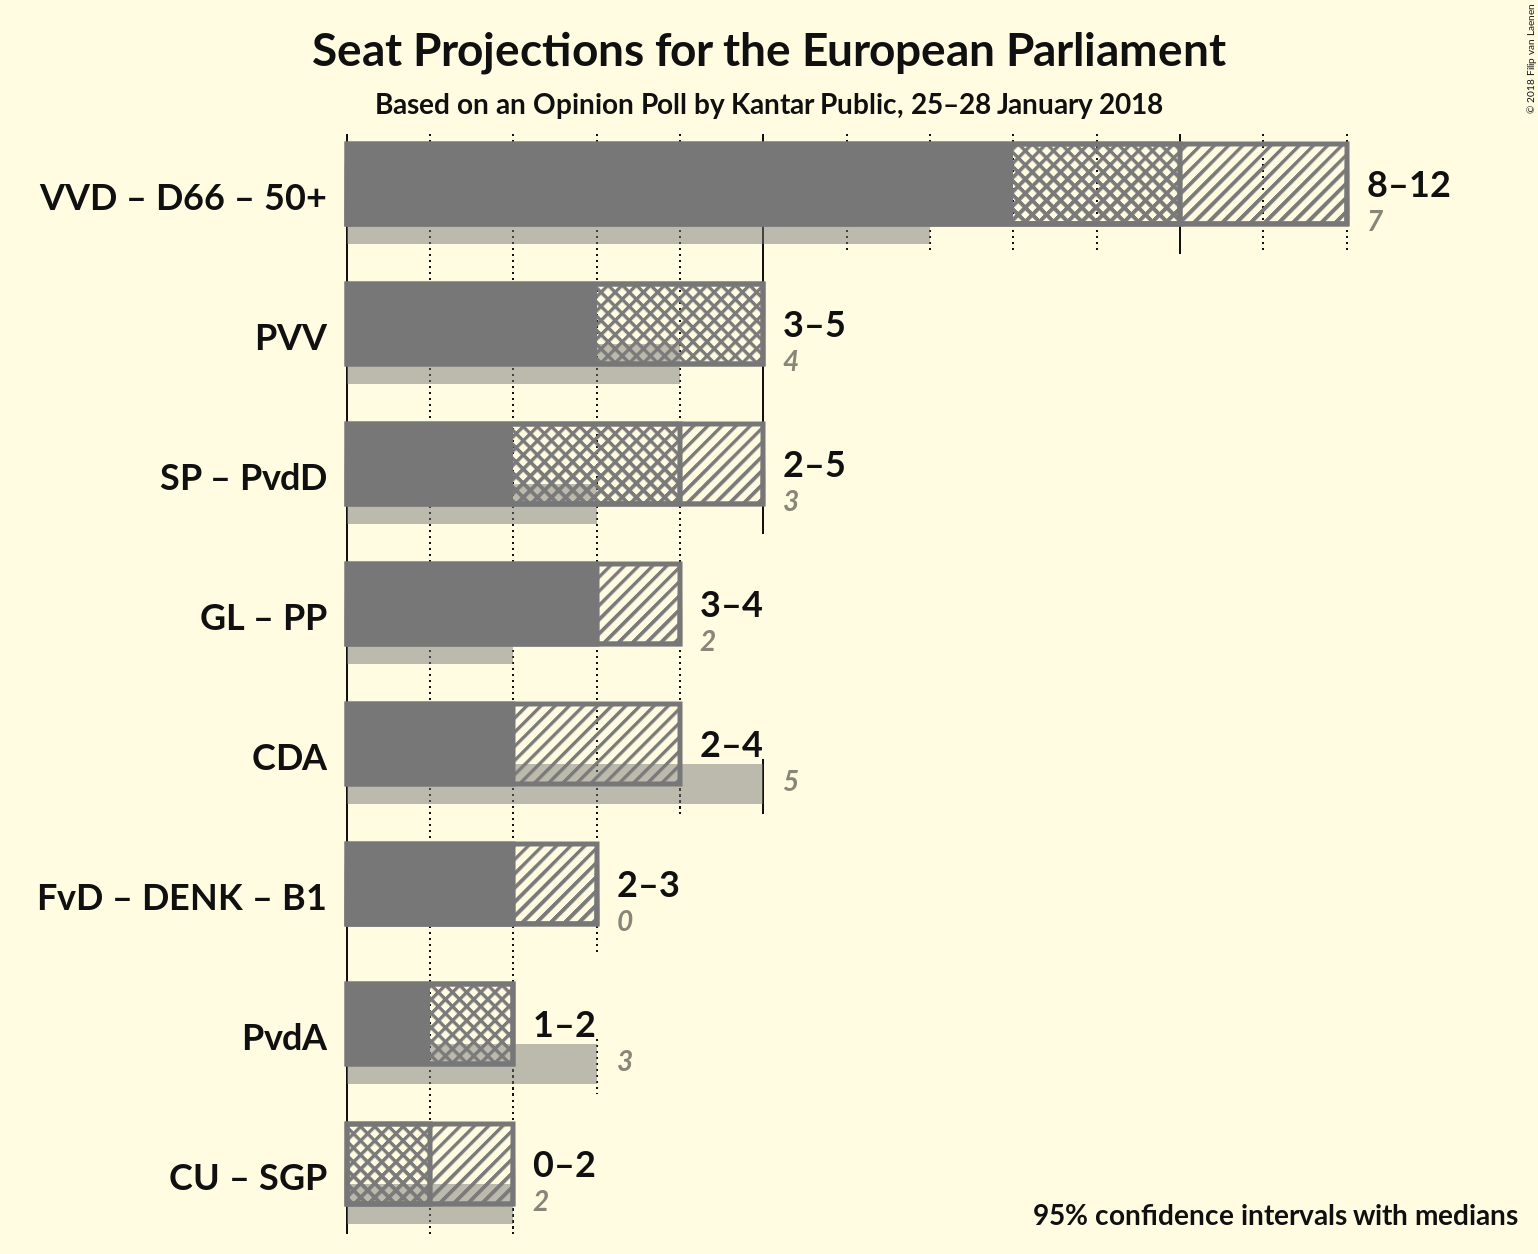 Seat Projections for the European Parliament
Based on an Opinion Poll by Kantar Public, 25–28 January 2018
© 2018 Filip van Laenen
VVD – D66 – 50+
8–12
7
PVV
3–5
4
SP – PvdD
2–5
3
GL – PP
3–4
2
CDA
2–4
5
FvD – DENK – B1
2–3
0
PvdA
1–2
3
CU – SGP
0–2
2
95% confidence intervals with medians